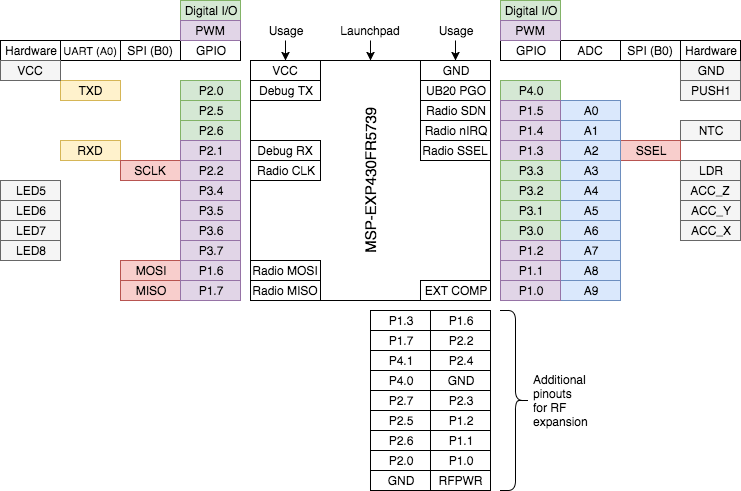 Digital I/O Digital I/O
PWM Usage Launchpad Usage PWM
Hardware UART (A0) SPI (B0) GPIO GPIO ADC SPI (B0) Hardware
VCC VCC GND GND
TXD P2.0 Debug TX UB20 PGO P4.0 PUSH1
P2.5 Radio SDN P1.5 A0
P2.6 Radio nIRQ P1.4 A1 NTC
RXD P2.1 Debug RX Radio SSEL P1.3 A2 SSEL
SCLK P2.2 Radio CLK P3.3 A3 LDR
LED5 P3.4 P3.2 A4 ACC_Z
LED6 P3.5 P3.1 A5 ACC_Y
LED7 P3.6 P3.0 A6 ACC_X
LED8 P3.7 P1.2 A7
MOSI P1.6 Radio MOSI P1.1 A8
MISO P1.7 Radio MISO EXT COMP P1.0 A9
MSP-EXP430FR5739
P1.3 P1.6
P1.7 P2.2
P4.1 P2.4
P4.0 GND
P2.7 P2.3
P2.5 P1.2
P2.6 P1.1
P2.0 P1.0
GND RFPWR
Additional
pinouts
for RF
expansion